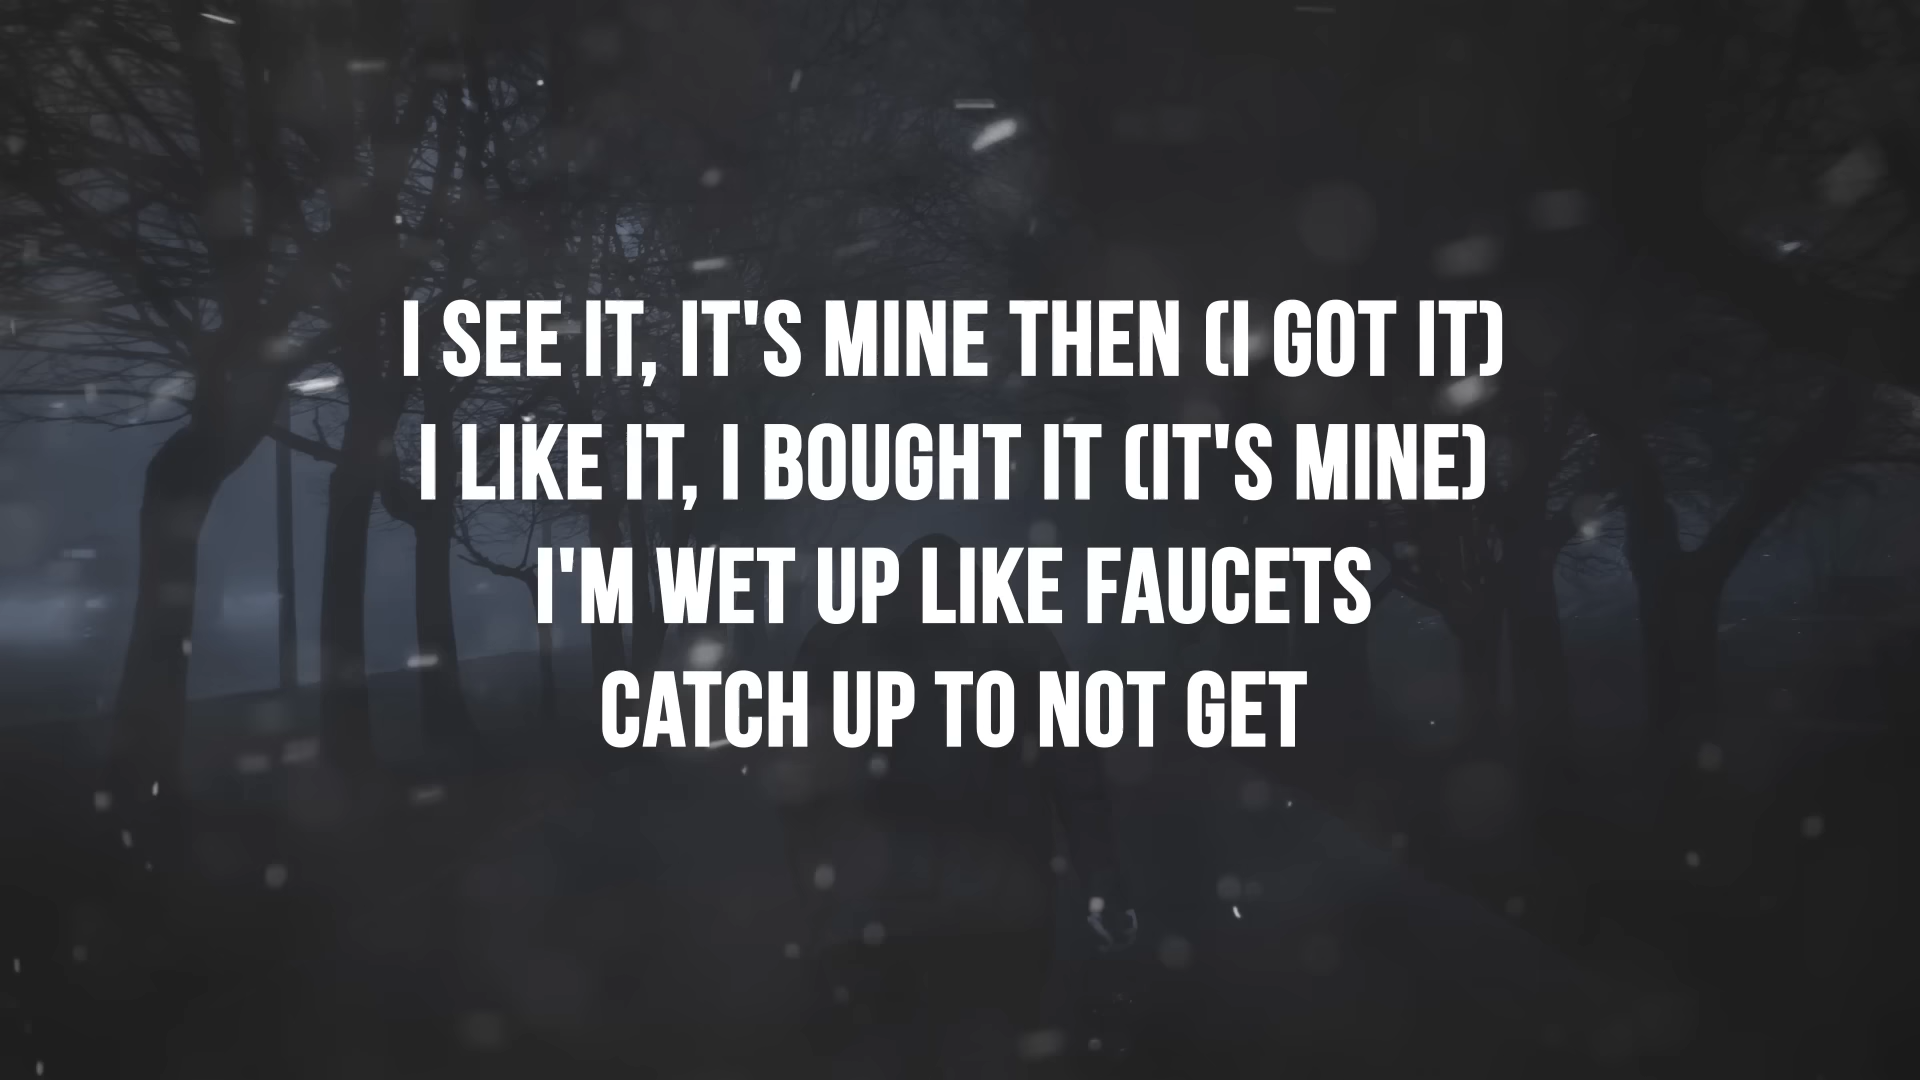 I SEE IT, IT'S MINE THEN (I GOT IT)
I LIKE IT, I BOUGHT IT (IT'S MINE)
I'M WET UP LIKE FAUCETS
CATCH UP TO NOT GET